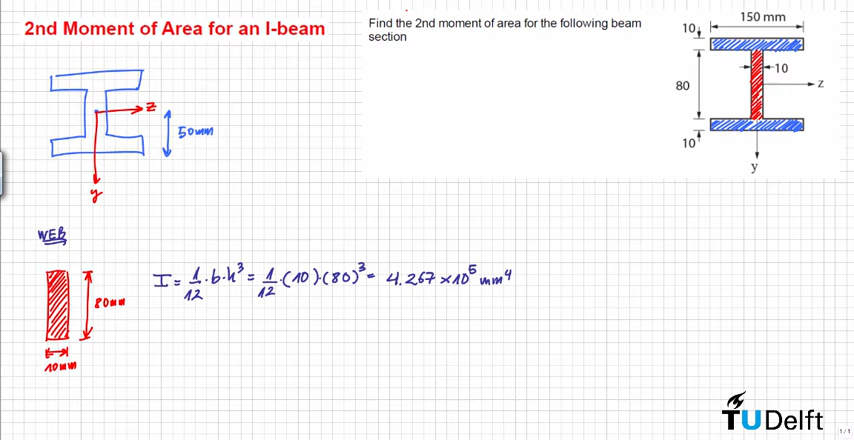 2nd Moment of Area for an I-beam
Find the 2nd moment of area for the following beam
section
150 mm
10
10
80
z
10
y
z
50mm
y
WEB
I = 1/12 · b · h³ = 1/12 · (10) · (80)³ = 4.267 × 10⁵ mm⁴
80mm
10mm
TUDelft
1 / 1